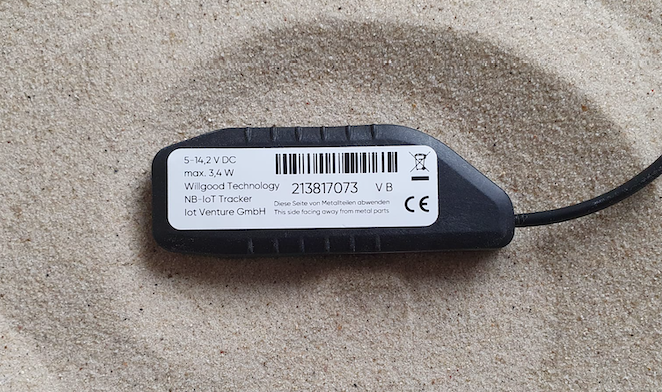 5-14,2 V DC
max. 3,4 W
Willgood Technology
NB-IoT Tracker
Iot Venture GmbH
213817073 V B
Diese Seite von Metallteilen abwenden
This side facing away from metal parts
CE